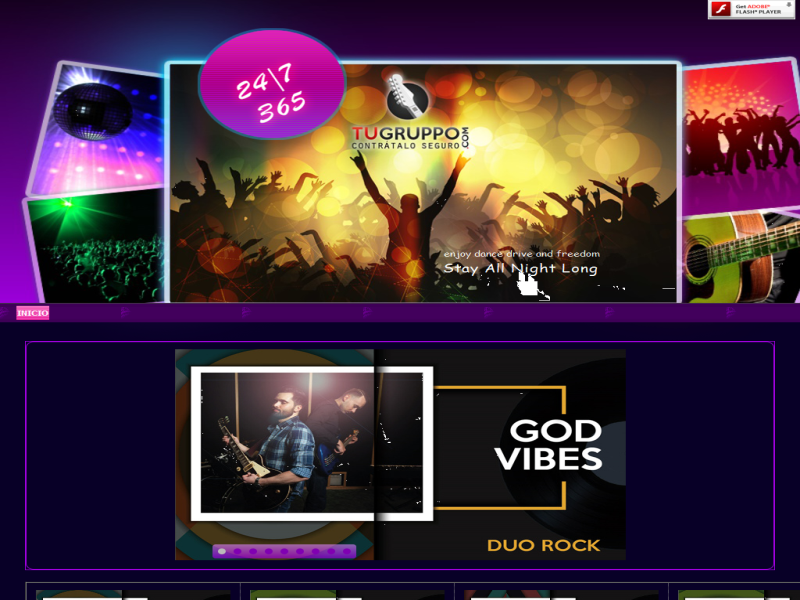 Get ADOBE®
FLASH® PLAYER
24\7
365
TUGRUPPO.COM
CONTRÁTALO SEGURO
enjoy dance drive and freedom
Stay All Night Long
INICIO
GOD
VIBES
DUO ROCK